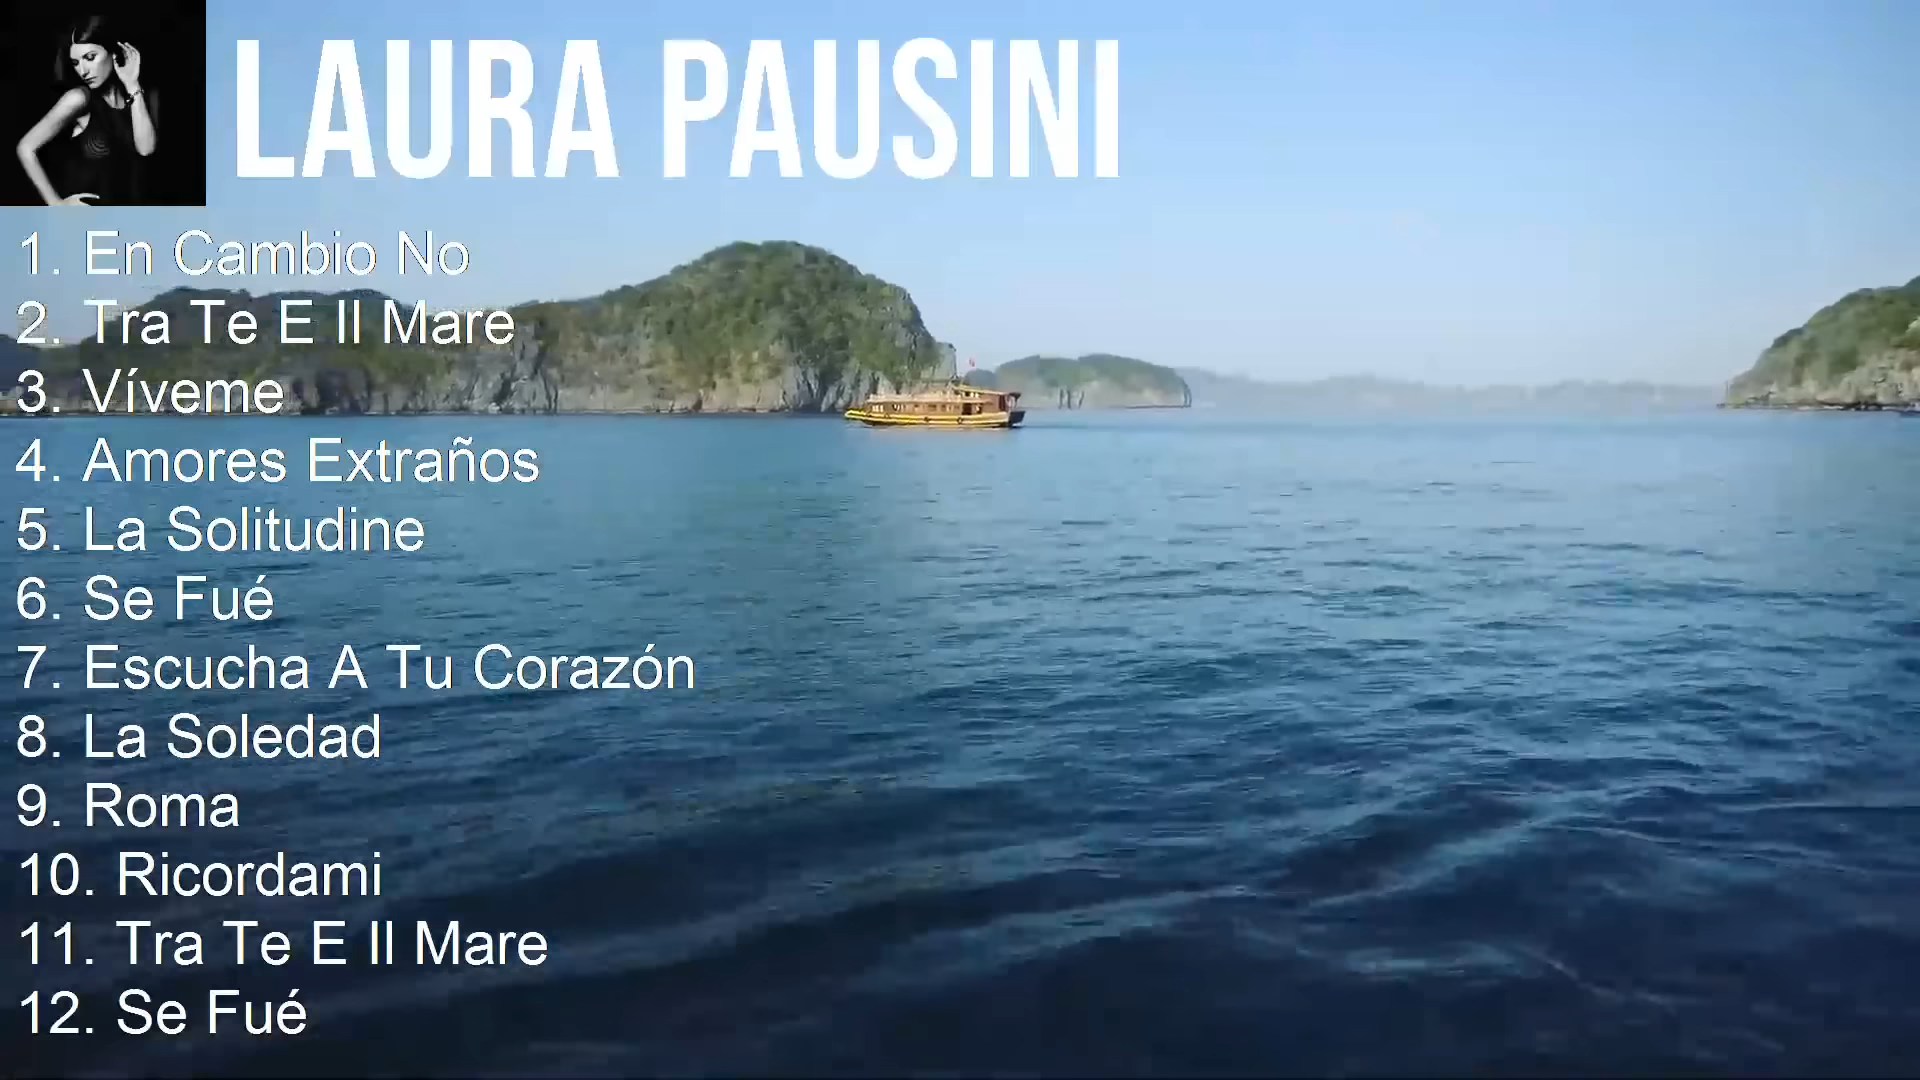 LAURA PAUSINI
1. En Cambio No
2. Tra Te E Il Mare
3. Víveme
4. Amores Extraños
5. La Solitudine
6. Se Fué
7. Escucha A Tu Corazón
8. La Soledad
9. Roma
10. Ricordami
11. Tra Te E Il Mare
12. Se Fué